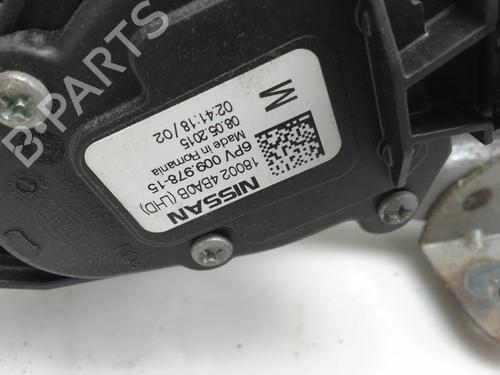 NISSAN
18002 4BA0B (LHD)
6PV 009.978-15
Made in Romania
08.05.2015
02:41:18 / 02
M
B-PARTS